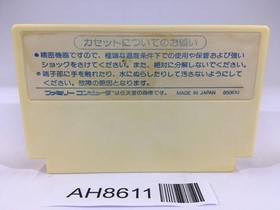 カセットについてのお願い
●精密機器ですので、極端な温度条件下での使用や保管および強い
ショックをさけてください。また、絶対に分解しないでください。
●端子部に手を触れたり、水にぬらしたりして汚さないようにして
ください。故障の原因となります。
ファミリーコンピュータ は任天堂の商標です。
MADE IN JAPAN
AH8611